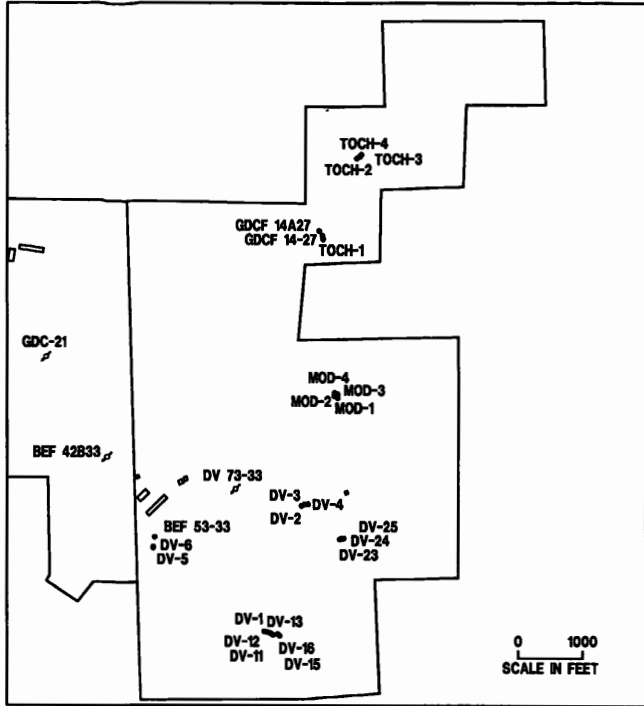 TOCH-4
TOCH-3
TOCH-2
GDCF 14A27
GDCF 14-27
TOCH-1
GDC-21
MOD-4
MOD-3
MOD-2
MOD-1
BEF 42B33
DV 73-33
DV-3
DV-4
DV-2
BEF 53-33
DV-6
DV-5
DV-25
DV-24
DV-23
DV-1
DV-13
DV-12
DV-11
DV-16
DV-15
0 1000
SCALE IN FEET